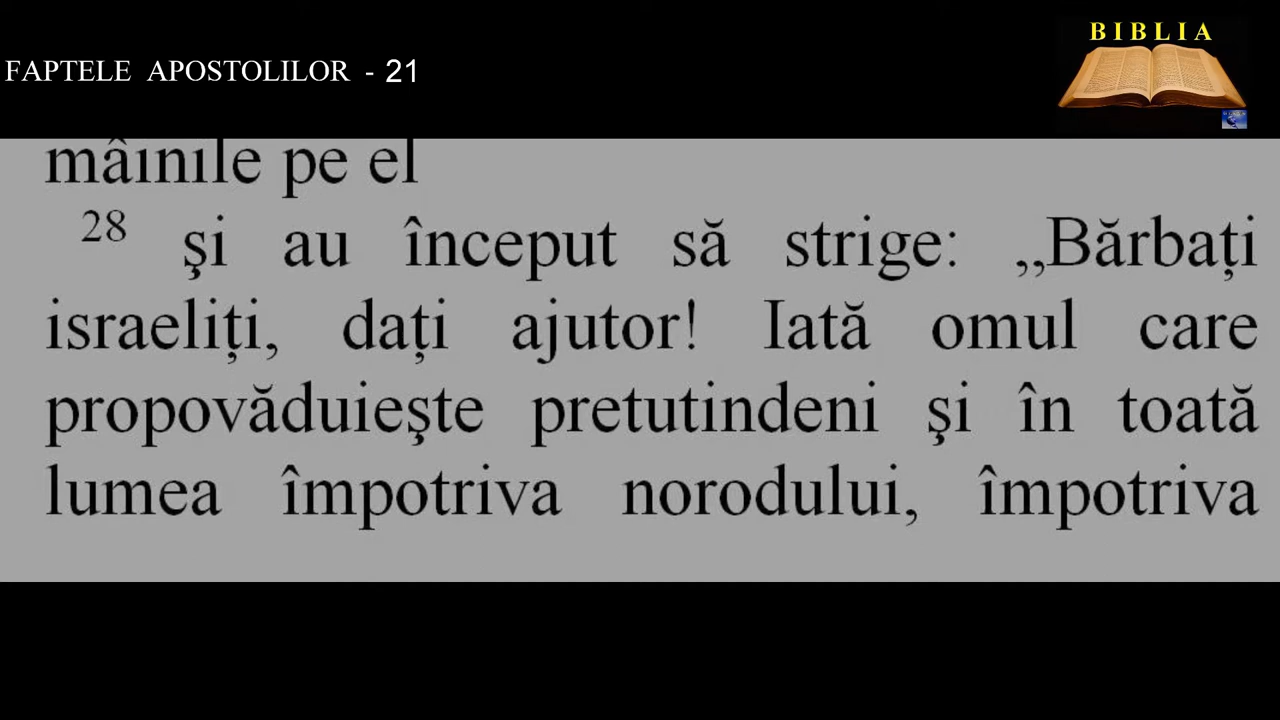 BIBLIA
FAPTELE APOSTOLILOR - 21
mâinile pe el
28 şi au început să strige: „Bărbaţi
israeliţi, daţi ajutor! Iată omul care
propovăduieşte pretutindeni şi în toată
lumea împotriva norodului, împotriva